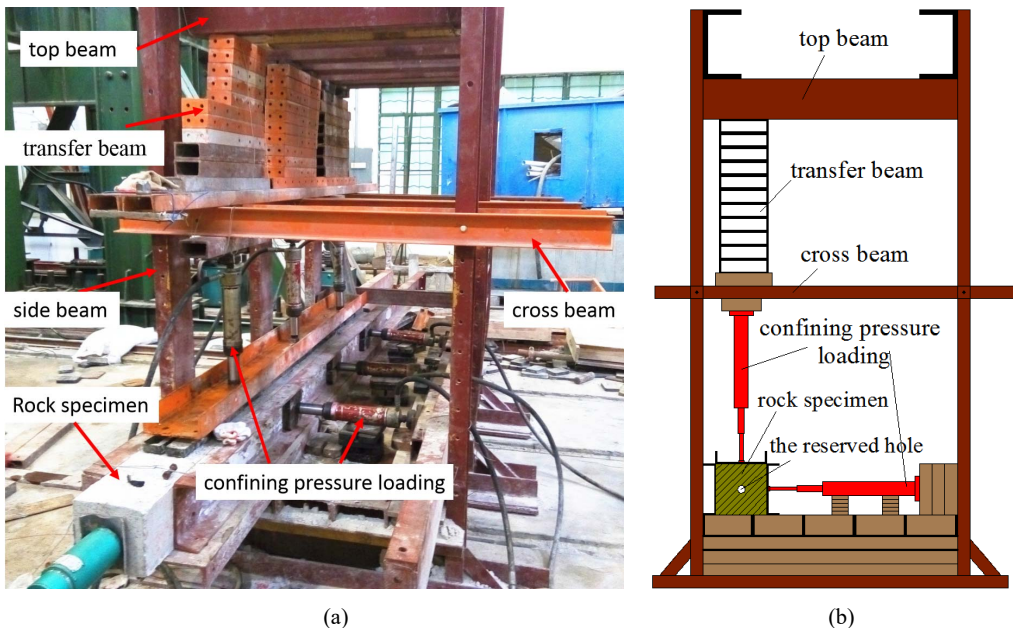 top beam
transfer beam
side beam
cross beam
Rock specimen
confining pressure loading
(a)
top beam
transfer beam
cross beam
confining pressure
loading
rock specimen
the reserved hole
(b)